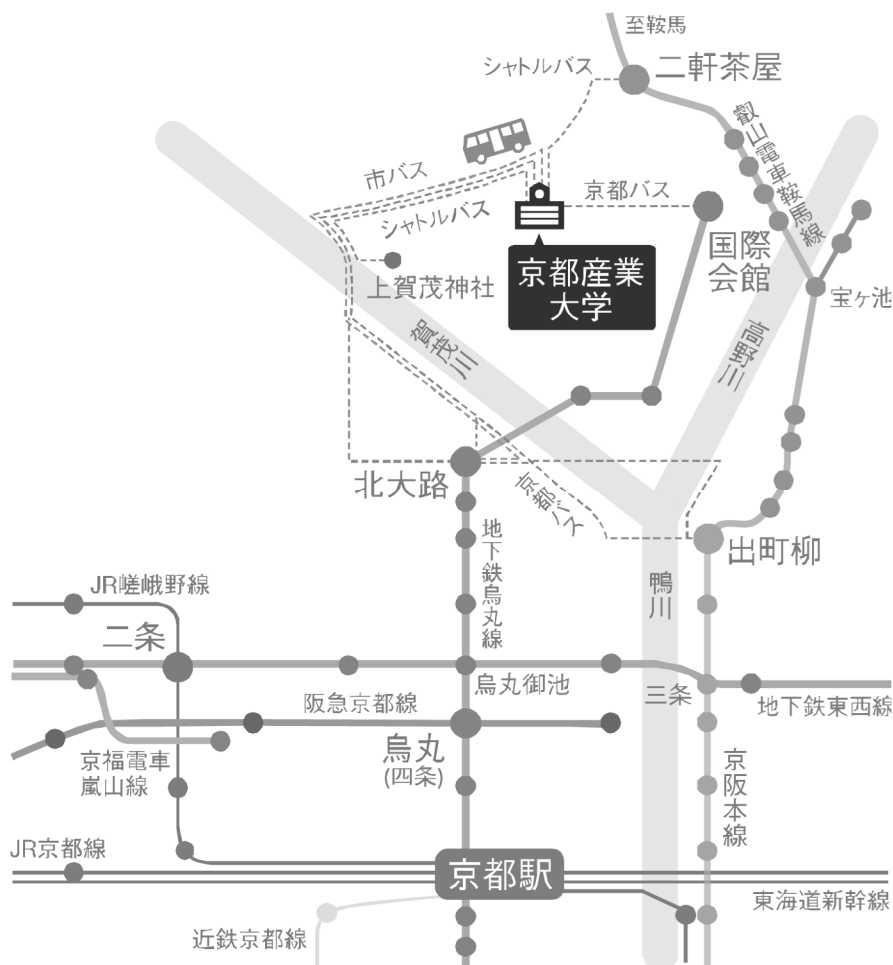 至鞍馬
シャトルバス
二軒茶屋
叡山電車鞍馬線
市バス
シャトルバス
京都バス
国際
会館
京都産業
大学
上賀茂神社
宝ヶ池
賀茂川
高野川
北大路
京都バス
出町柳
地下鉄烏丸線
鴨川
JR嵯峨野線
二条
烏丸御池
三条
阪急京都線
地下鉄東西線
烏丸
(四条)
京福電車
嵐山線
京阪本線
JR京都線
京都駅
東海道新幹線
近鉄京都線